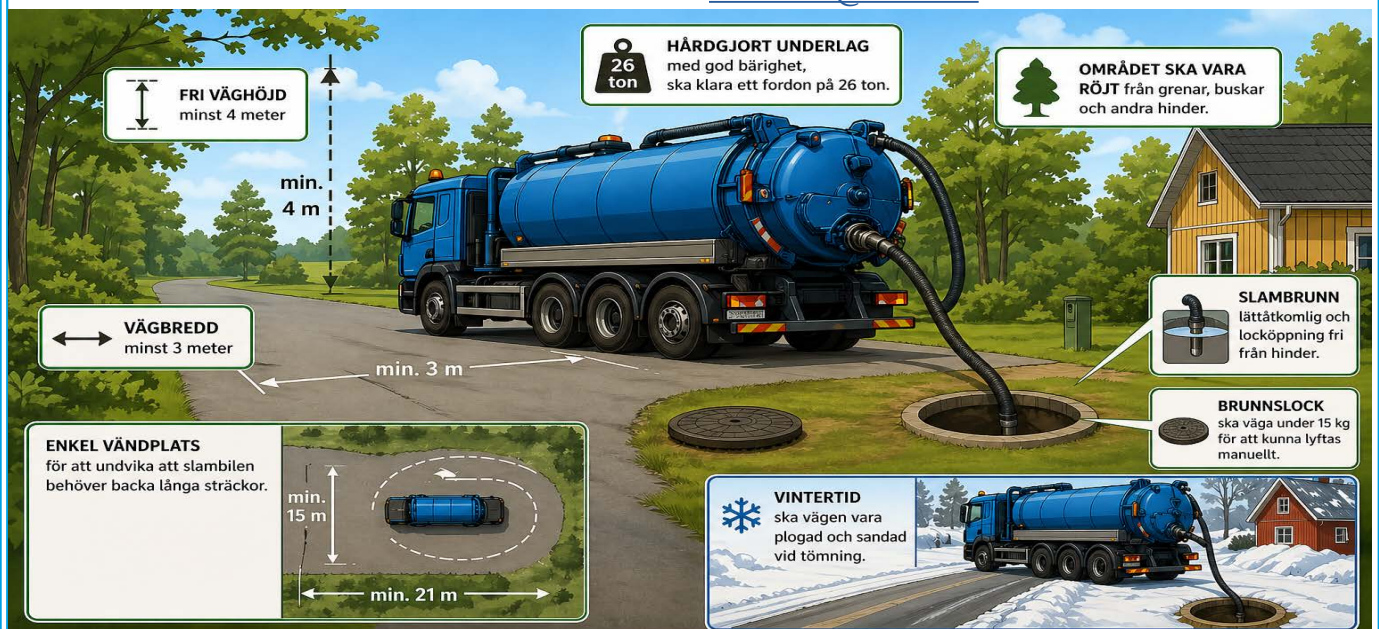 FRI VÄGHÖJD
minst 4 meter
min.
4 m
26
ton
HÅRDGJORT UNDERLAG
med god bärighet,
ska klara ett fordon på 26 ton.
OMRÅDET SKA VARA
RÖJT från grenar, buskar
och andra hinder.
VÄGBREDD
minst 3 meter
min. 3 m
SLAMBRUNN
lättåtkomlig och
locköppning fri
från hinder.
BRUNNSLOCK
ska väga under 15 kg
för att kunna lyftas
manuellt.
ENKEL VÄNDPLATS
för att undvika att slambilen
behöver backa långa sträckor.
min.
15 m
min. 21 m
VINTERTID
ska vägen vara
plogad och sandad
vid tömning.